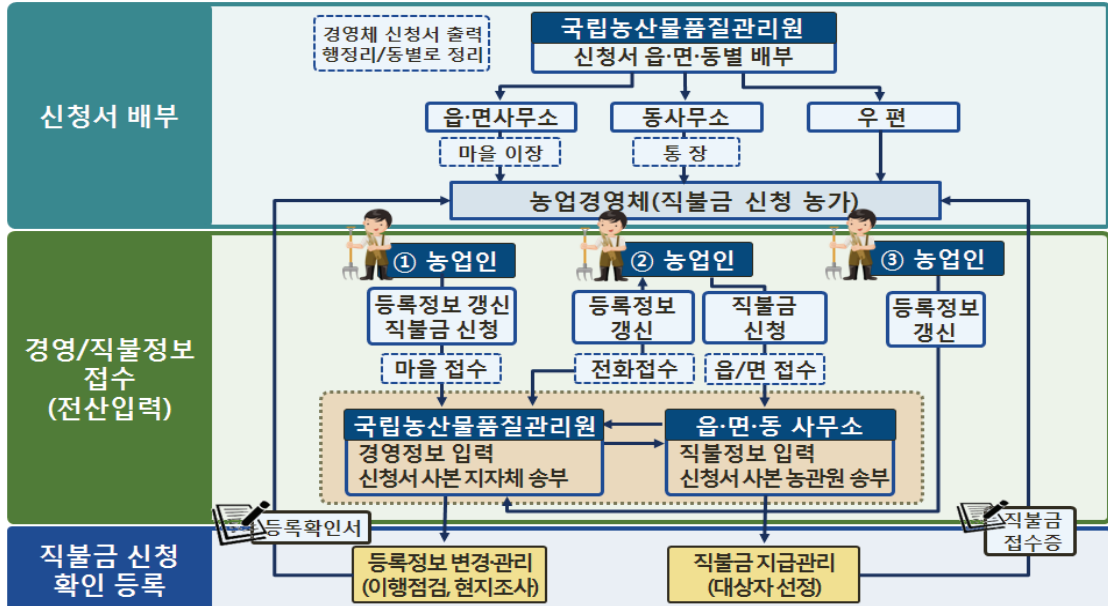 경영체 신청서 출력
행정리/동별로 정리
국립농산물품질관리원
신청서 읍·면·동별 배부
신청서 배부
읍·면사무소
동사무소
우 편
마을 이장
통 장
농업경영체(직불금 신청 농가)
① 농업인
② 농업인
③ 농업인
등록정보 갱신
직불금 신청
등록정보
갱신
직불금
신청
등록정보
갱신
경영/직불정보
접수
(전산입력)
마을 접수
전화접수
읍/면 접수
국립농산물품질관리원
경영정보 입력
신청서 사본 지자체 송부
읍·면·동 사무소
직불정보 입력
신청서 사본 농관원 송부
등록확인서
직불금
접수증
직불금 신청
확인 등록
등록정보 변경·관리
(이행점검, 현지조사)
직불금 지급관리
(대상자 선정)